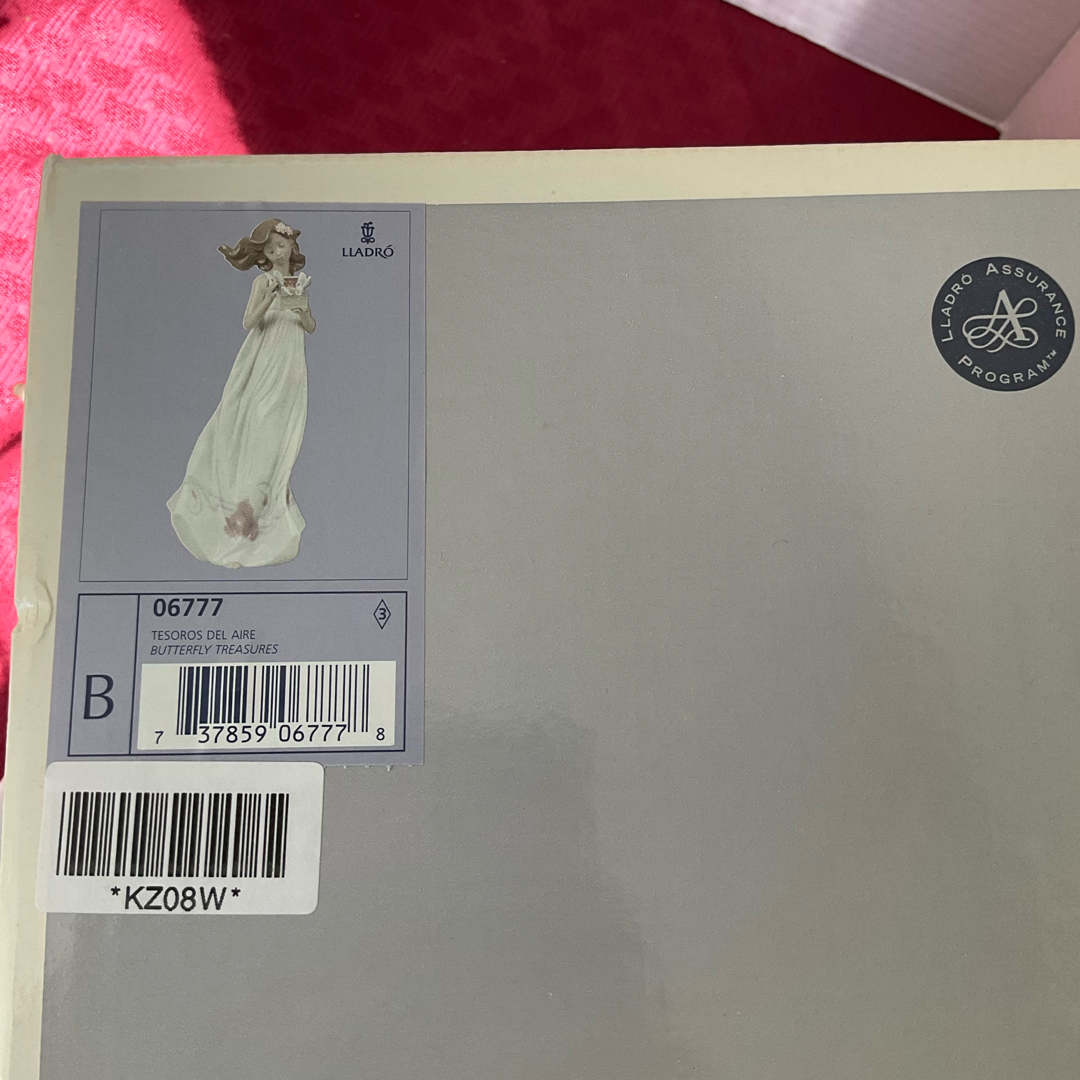 LLADRÓ
LLADRÓ ASSURANCE PROGRAM™
A
06777
3
TESOROS DEL AIRE
BUTTERFLY TREASURES
B
7 37859 06777 8
*KZ08W*